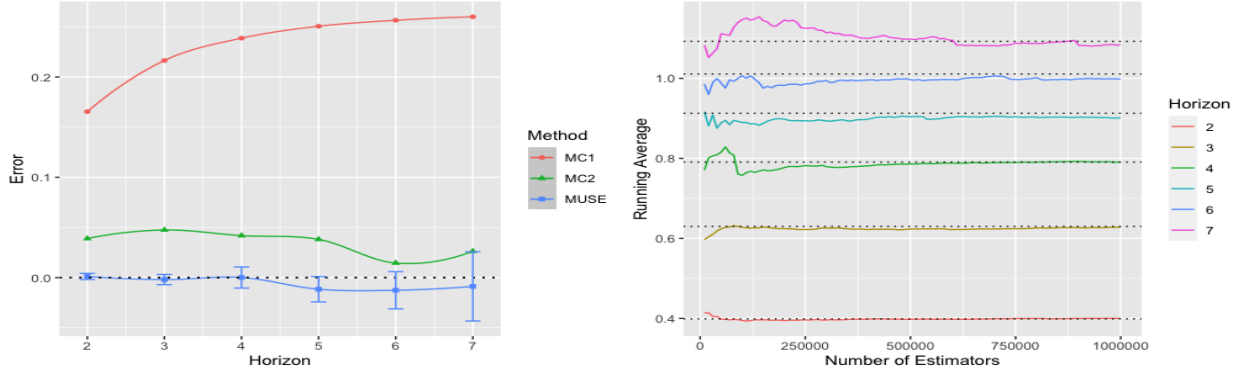 Error
0.2
0.1
0.0
2 3 4 5 6 7
Horizon
Method
MC1
MC2
MUSE
Running Average
1.0
0.8
0.6
0.4
0 250000 500000 750000 1000000
Number of Estimators
Horizon
2
3
4
5
6
7